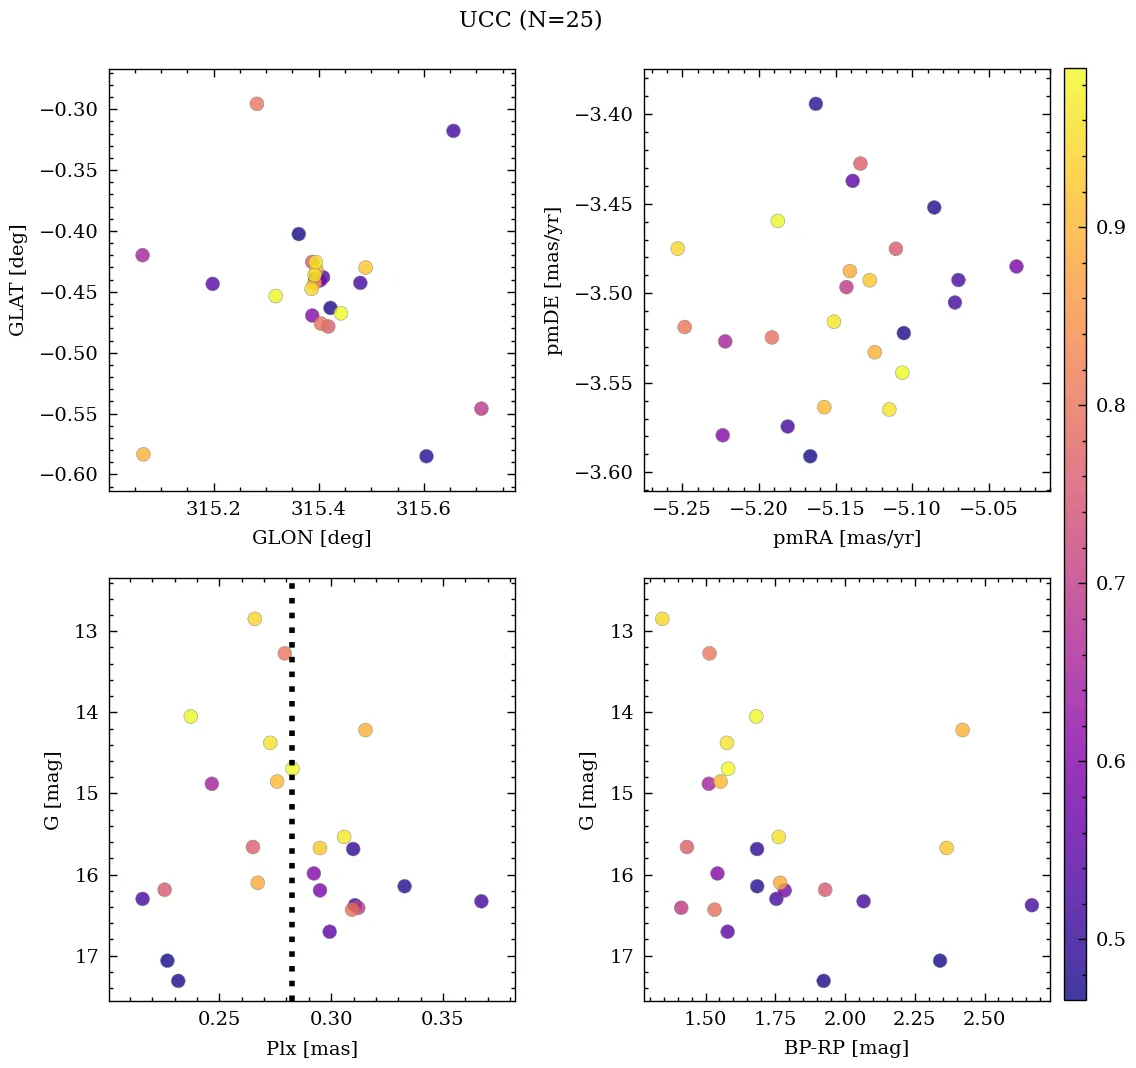 UCC (N=25)
−0.30
−0.35
−0.40
−0.45
−0.50
−0.55
−0.60
GLAT [deg]
315.2 315.4 315.6
GLON [deg]
−3.40
−3.45
−3.50
−3.55
−3.60
pmDE [mas/yr]
−5.25 −5.20 −5.15 −5.10 −5.05
pmRA [mas/yr]
0.9
0.8
0.7
0.6
0.5
13
14
15
16
17
G [mag]
0.25 0.30 0.35
Plx [mas]
13
14
15
16
17
G [mag]
1.50 1.75 2.00 2.25 2.50
BP-RP [mag]